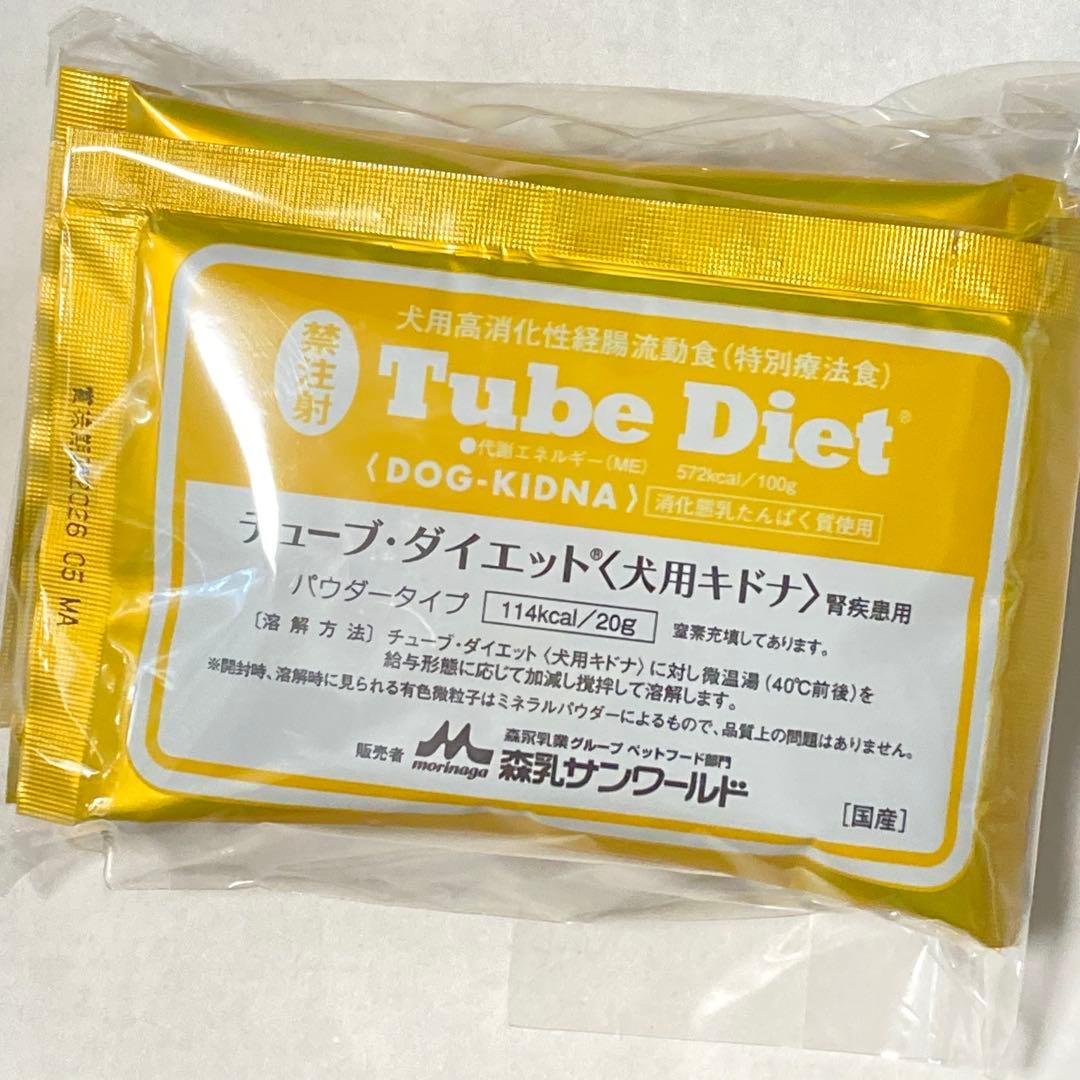 禁注射
犬用高消化性経腸流動食(特別療法食)
Tube Diet®
●代謝エネルギー(ME) 572kcal/100g
〈DOG-KIDNA〉 消化態乳たんぱく質使用
チューブ・ダイエット®〈犬用キドナ〉腎疾患用
パウダータイプ 114kcal/20g 窒素充填してあります。
〔溶解方法〕チューブ・ダイエット〈犬用キドナ〉に対し微温湯(40℃前後)を
給与形態に応じて加減し撹拌して溶解します。
※開封時、溶解時に見られる有色微粒子はミネラルパウダーによるもので、品質上の問題はありません。
販売者 morinaga 森永乳業グループ ペットフード部門
森乳サンワールド
[国産]
賞味期限2026 05 MA